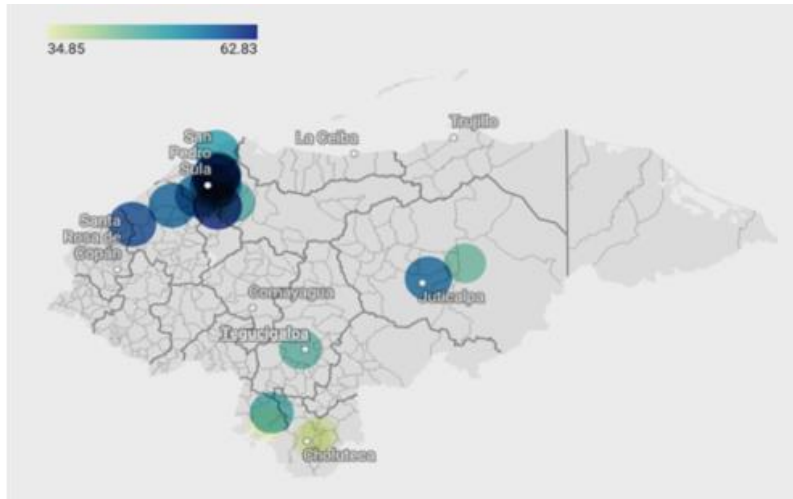 34.85 62.83
San
Pedro
Sula
La Ceiba
Trujillo
Santa
Rosa de
Copán
Juticalpa
Comayagua
Tegucigalpa
Choluteca